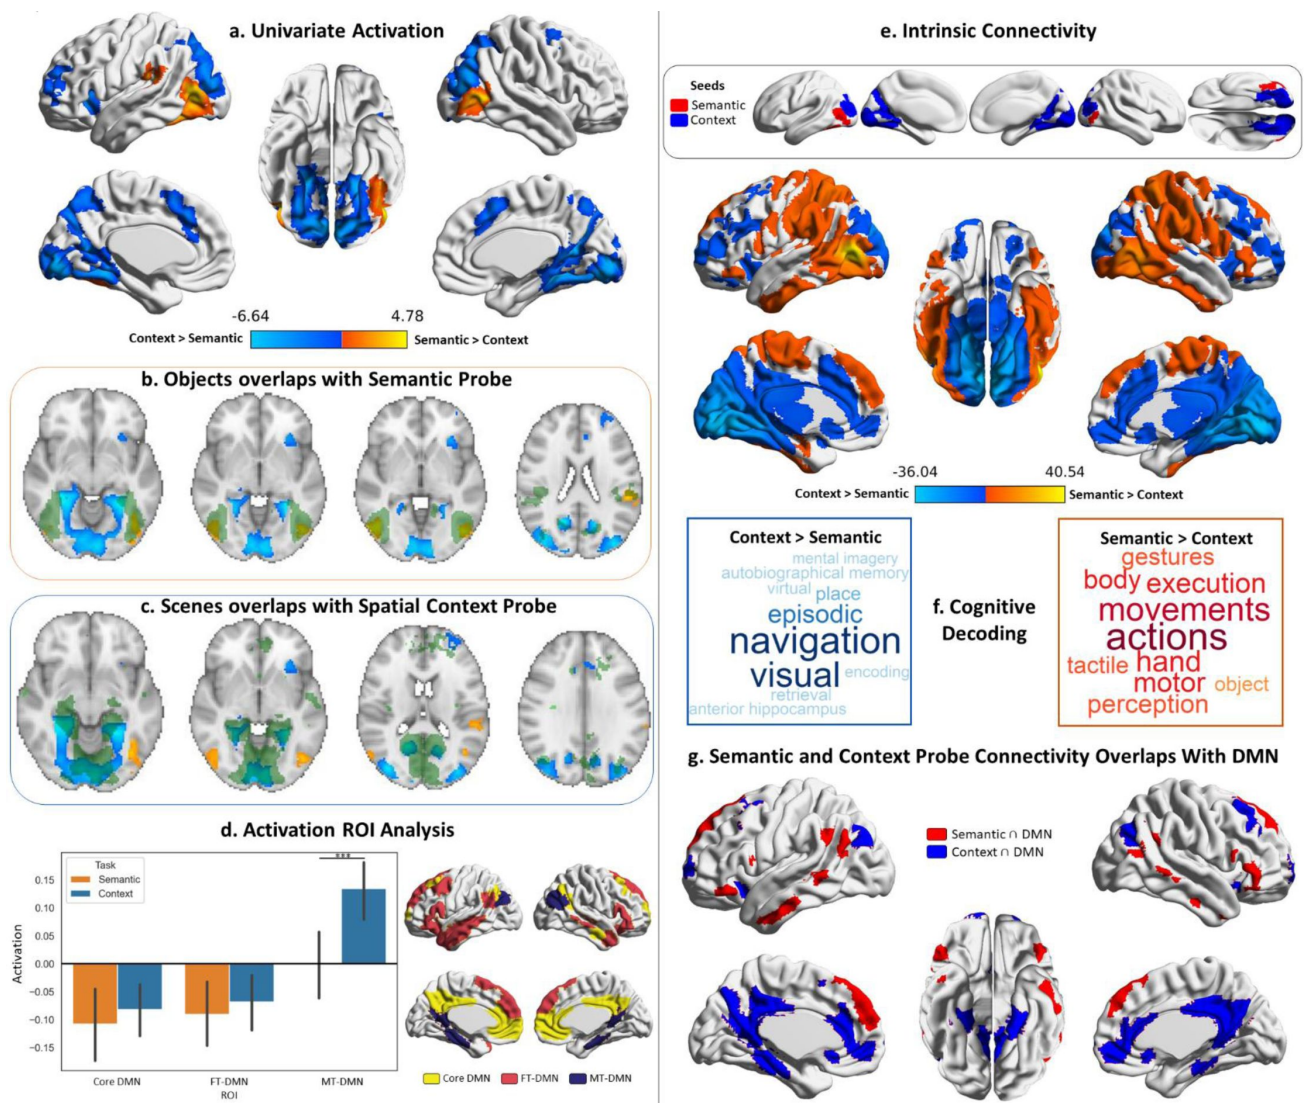 a. Univariate Activation
-6.64
4.78
Context > Semantic
Semantic > Context
b. Objects overlaps with Semantic Probe
c. Scenes overlaps with Spatial Context Probe
d. Activation ROI Analysis
Task
Semantic
Context
***
Activation
0.15
0.10
0.05
0.00
−0.05
−0.10
−0.15
Core DMN
FT-DMN
MT-DMN
ROI
Core DMN
FT-DMN
MT-DMN
e. Intrinsic Connectivity
Seeds
Semantic
Context
-36.04
40.54
Context > Semantic
Semantic > Context
Context > Semantic
mental imagery
autobiographical memory
virtual
place
episodic
navigation
visual
encoding
retrieval
anterior hippocampus
f. Cognitive
Decoding
Semantic > Context
gestures
body
execution
movements
actions
tactile
hand
motor
object
perception
g. Semantic and Context Probe Connectivity Overlaps With DMN
Semantic ∩ DMN
Context ∩ DMN